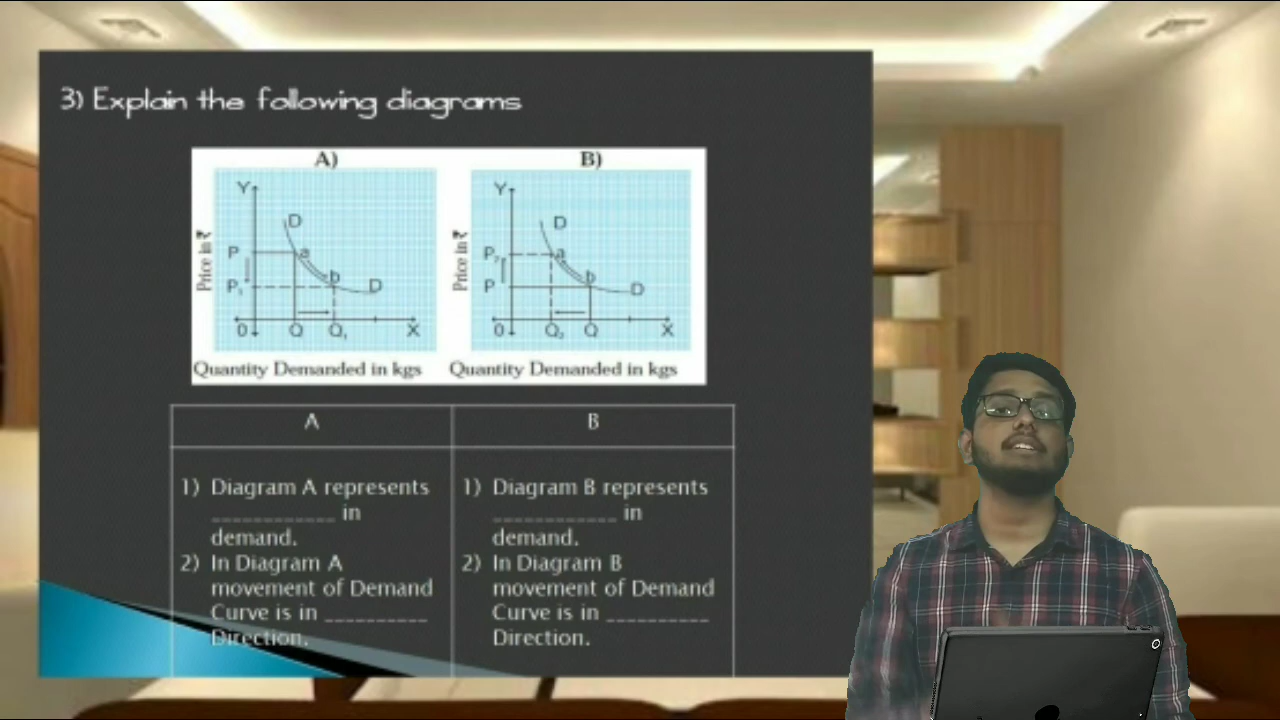 3) Explain the following diagrams
A)
B)
Y
D
P
a
b
P₁
D
0
Q
Q₁
X
Price in ₹
Quantity Demanded in kgs
Y
D
P₂
a
b
P
D
0
Q₂
Q
X
Price in ₹
Quantity Demanded in kgs
A
1) Diagram A represents
____________ in
demand.
2) In Diagram A
movement of Demand
Curve is in __________
Direction.
B
1) Diagram B represents
____________ in
demand.
2) In Diagram B
movement of Demand
Curve is in __________
Direction.